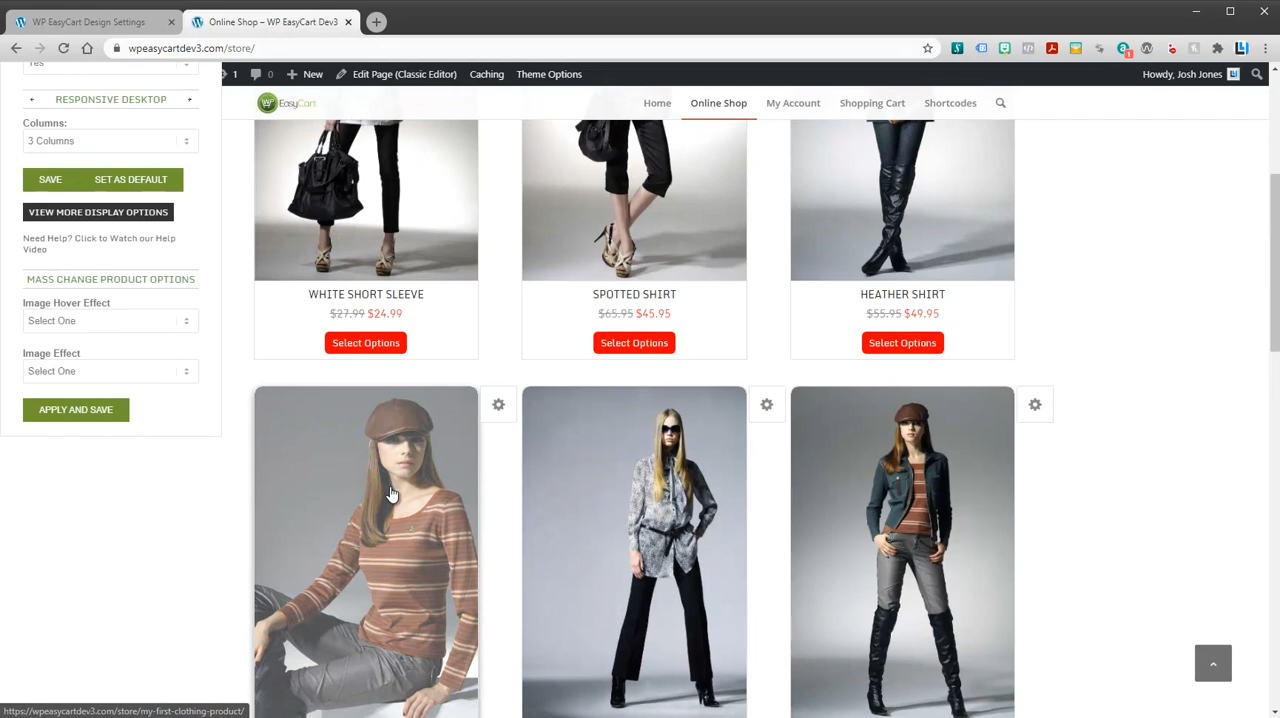 WP EasyCart Design Settings
Online Shop – WP EasyCart Dev3
wpeasycartdev3.com/store/
1
0
New
Edit Page (Classic Editor)
Caching
Theme Options
Howdy, Josh Jones
WP EasyCart
Home
Online Shop
My Account
Shopping Cart
Shortcodes
Yes
RESPONSIVE DESKTOP
Columns:
3 Columns
SAVE
SET AS DEFAULT
VIEW MORE DISPLAY OPTIONS
Need Help? Click to Watch our Help
Video
MASS CHANGE PRODUCT OPTIONS
Image Hover Effect
Select One
Image Effect
Select One
APPLY AND SAVE
WHITE SHORT SLEEVE
$27.99 $24.99
Select Options
SPOTTED SHIRT
$65.95 $45.95
Select Options
HEATHER SHIRT
$55.95 $49.95
Select Options
https://wpeasycartdev3.com/store/my-first-clothing-product/